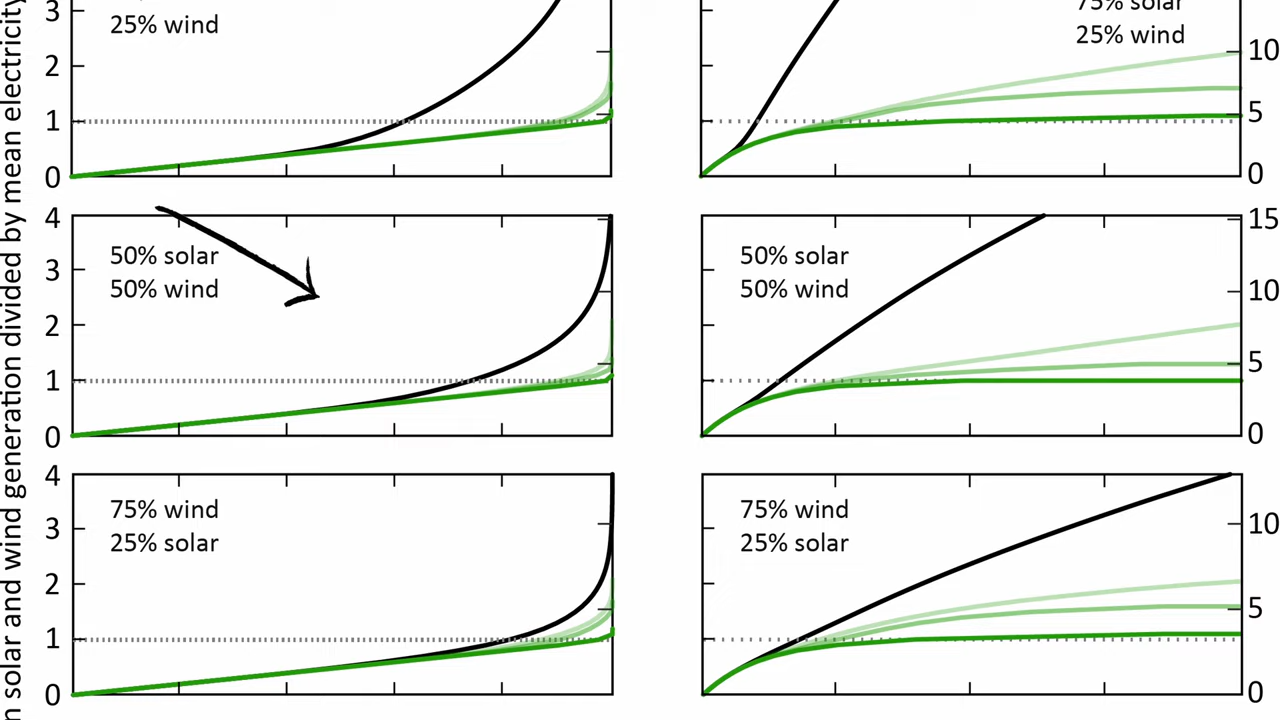 n solar and wind generation divided by mean electricity
3
2
1
0
25% wind
75% solar
25% wind
10
5
0
4
3
2
1
0
50% solar
50% wind
50% solar
50% wind
15
10
5
0
4
3
2
1
0
75% wind
25% solar
75% wind
25% solar
10
5
0